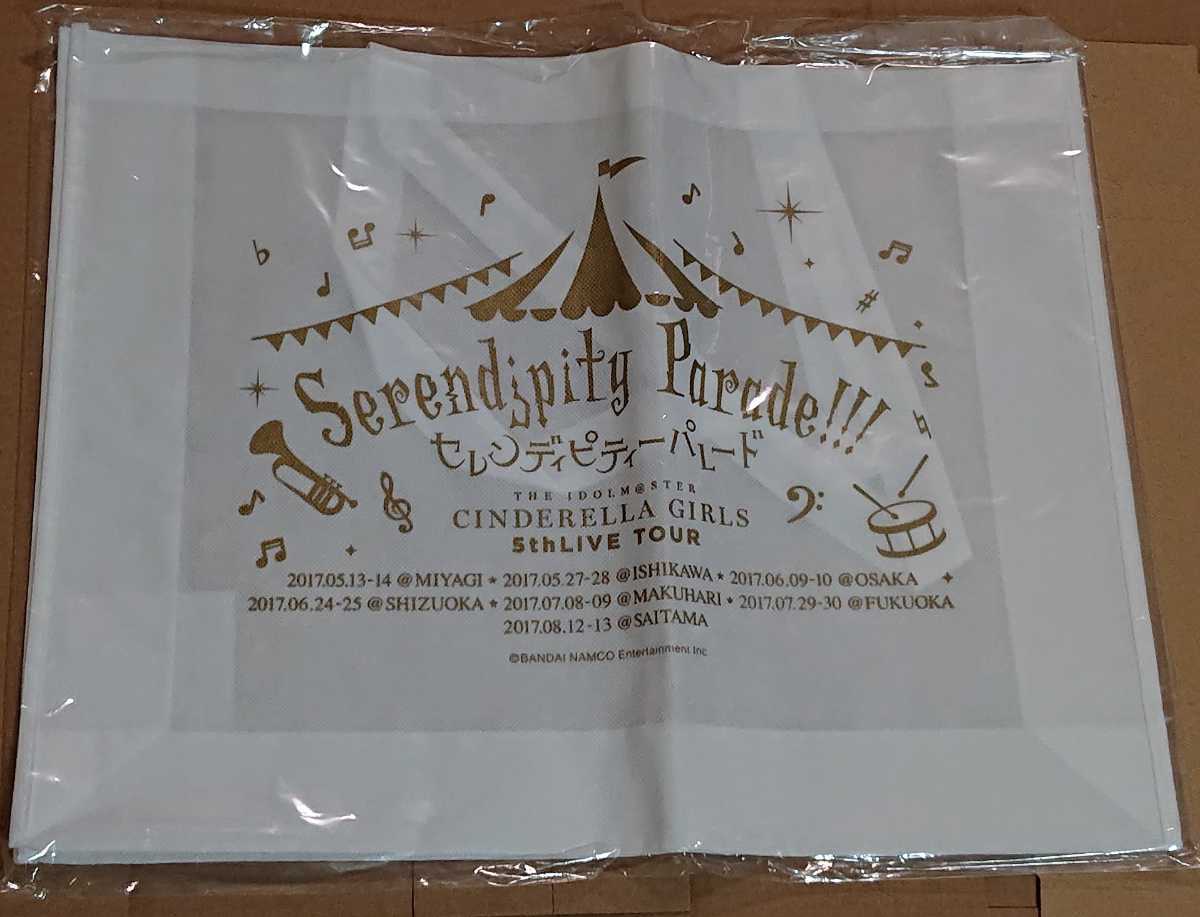 Serendipity Parade!!!
セレンディピティーパレード
THE IDOLM@STER
CINDERELLA GIRLS
5thLIVE TOUR
2017.05.13-14 @MIYAGI ★ 2017.05.27-28 @ISHIKAWA ★ 2017.06.09-10 @OSAKA
2017.06.24-25 @SHIZUOKA ★ 2017.07.08-09 @MAKUHARI ★ 2017.07.29-30 @FUKUOKA
2017.08.12-13 @SAITAMA
©BANDAI NAMCO Entertainment Inc.